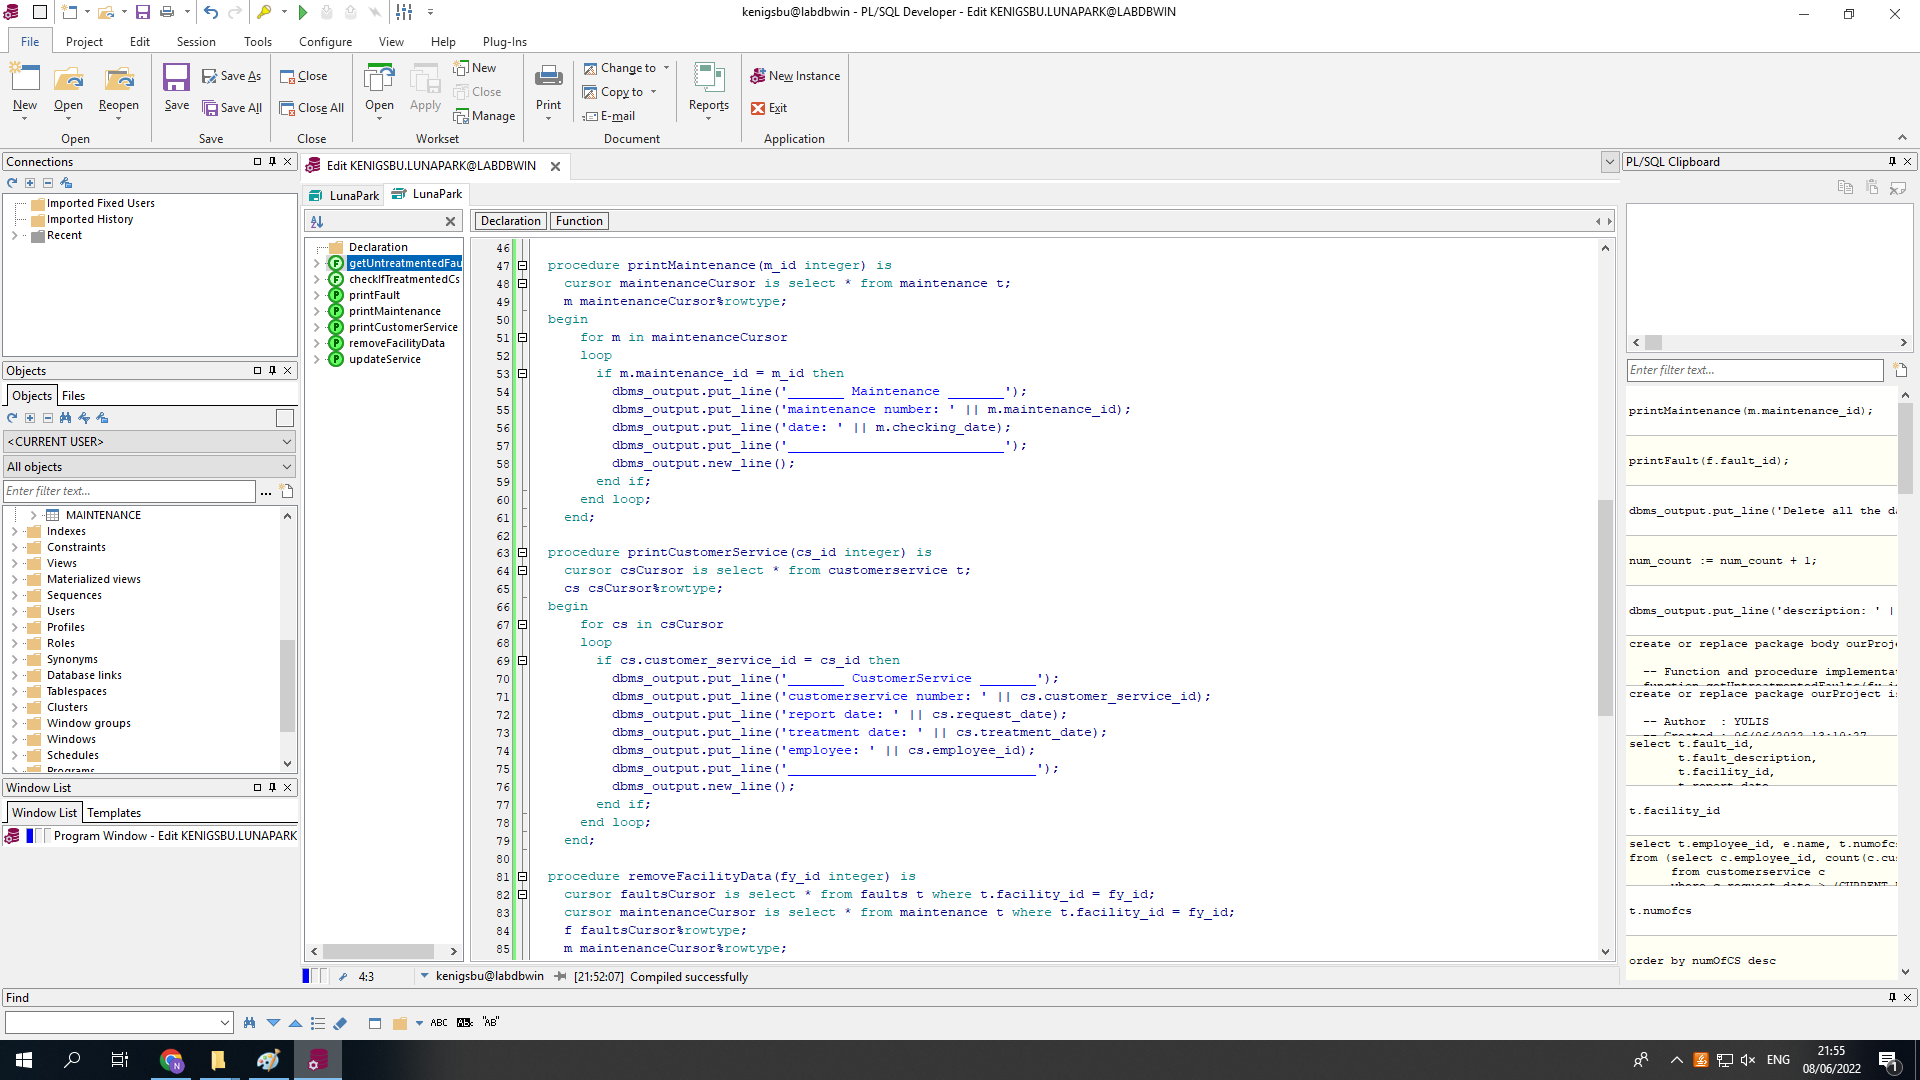 kenigsbu@labdbwin - PL/SQL Developer - Edit KENIGSBU.LUNAPARK@LABDBWIN
File Project Edit Session Tools Configure View Help Plug-Ins
New Open Reopen Save Save As Save All Close Close All Open Apply New Close Manage Print Change to Copy to E-mail Reports New Instance Exit
Open Save Close Workset Document Application
Connections
Imported Fixed Users
Imported History
Recent
Objects
Objects Files
<CURRENT USER>
All objects
Enter filter text...
MAINTENANCE
Indexes
Constraints
Views
Materialized views
Sequences
Users
Profiles
Roles
Synonyms
Database links
Tablespaces
Clusters
Window groups
Windows
Schedules
Programs
Window List
Window List Templates
Program Window - Edit KENIGSBU.LUNAPARK
Edit KENIGSBU.LUNAPARK@LABDBWIN
LunaPark LunaPark
Declaration
getUntreatmentedFau
checkIfTreatmentedCs
printFault
printMaintenance
printCustomerService
removeFacilityData
updateService
Declaration Function
46
47 procedure printMaintenance(m_id integer) is
48 cursor maintenanceCursor is select * from maintenance t;
49 m maintenanceCursor%rowtype;
50 begin
51 for m in maintenanceCursor
52 loop
53 if m.maintenance_id = m_id then
54 dbms_output.put_line('_______ Maintenance _______');
55 dbms_output.put_line('maintenance number: ' || m.maintenance_id);
56 dbms_output.put_line('date: ' || m.checking_date);
57 dbms_output.put_line('___________________________');
58 dbms_output.new_line();
59 end if;
60 end loop;
61 end;
62
63 procedure printCustomerService(cs_id integer) is
64 cursor csCursor is select * from customerservice t;
65 cs csCursor%rowtype;
66 begin
67 for cs in csCursor
68 loop
69 if cs.customer_service_id = cs_id then
70 dbms_output.put_line('_______ CustomerService _______');
71 dbms_output.put_line('customerservice number: ' || cs.customer_service_id);
72 dbms_output.put_line('report date: ' || cs.request_date);
73 dbms_output.put_line('treatment date: ' || cs.treatment_date);
74 dbms_output.put_line('employee: ' || cs.employee_id);
75 dbms_output.put_line('_______________________________');
76 dbms_output.new_line();
77 end if;
78 end loop;
79 end;
80
81 procedure removeFacilityData(fy_id integer) is
82 cursor faultsCursor is select * from faults t where t.facility_id = fy_id;
83 cursor maintenanceCursor is select * from maintenance t where t.facility_id = fy_id;
84 f faultsCursor%rowtype;
85 m maintenanceCursor%rowtype;
4:3 kenigsbu@labdbwin [21:52:07] Compiled successfully
PL/SQL Clipboard
Enter filter text...
printMaintenance(m.maintenance_id);
printFault(f.fault_id);
dbms_output.put_line('Delete all the da
num_count := num_count + 1;
dbms_output.put_line('description: ' |
create or replace package body ourProje
-- Function and procedure implementat
create or replace package ourProject is
-- Author : YULIS
-- Created : 06/06/2022 13:10:27
select t.fault_id,
t.fault_description,
t.facility_id,
t.report_date
t.facility_id
select t.employee_id, e.name, t.numofcs
from (select c.employee_id, count(c.cus
from customerservice c
t.numofcs
order by numOfCS desc
Find
ABC "AB"
ENG
21:55
08/06/2022
1